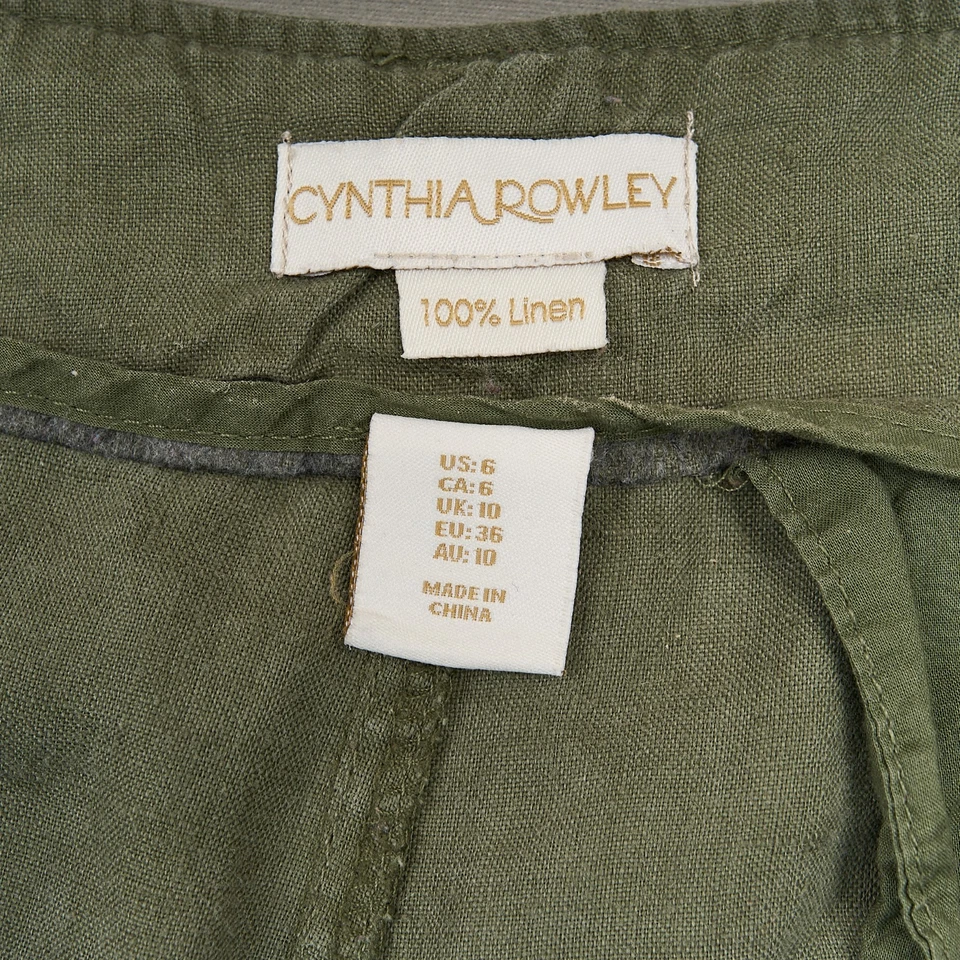 CYNTHIA ROWLEY
100% Linen
US: 6
CA: 6
UK: 10
EU: 36
AU: 10
MADE IN
CHINA